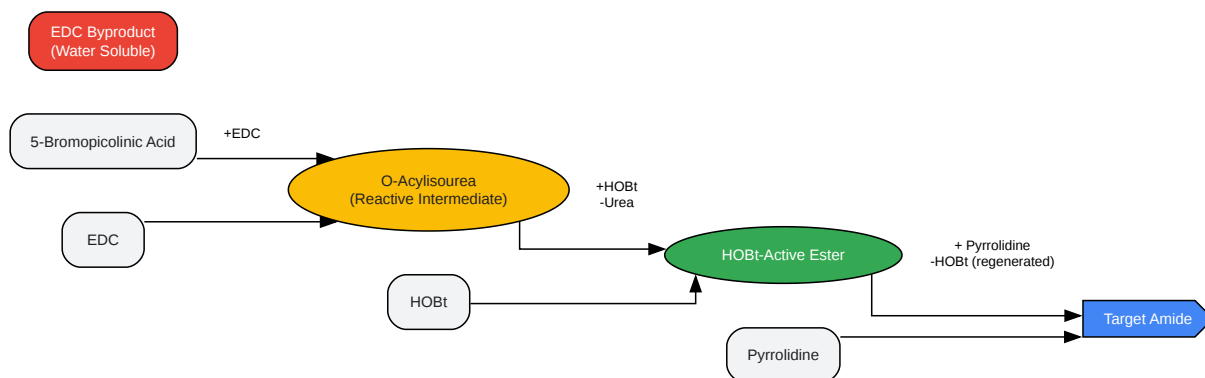 EDC Byproduct
(Water Soluble)
5-Bromopicolinic Acid
+EDC
O-Acylisourea
(Reactive Intermediate)
+HOBt
-Urea
EDC
HOBt-Active Ester
+ Pyrrolidine
-HOBt (regenerated)
HOBt
Target Amide
Pyrrolidine